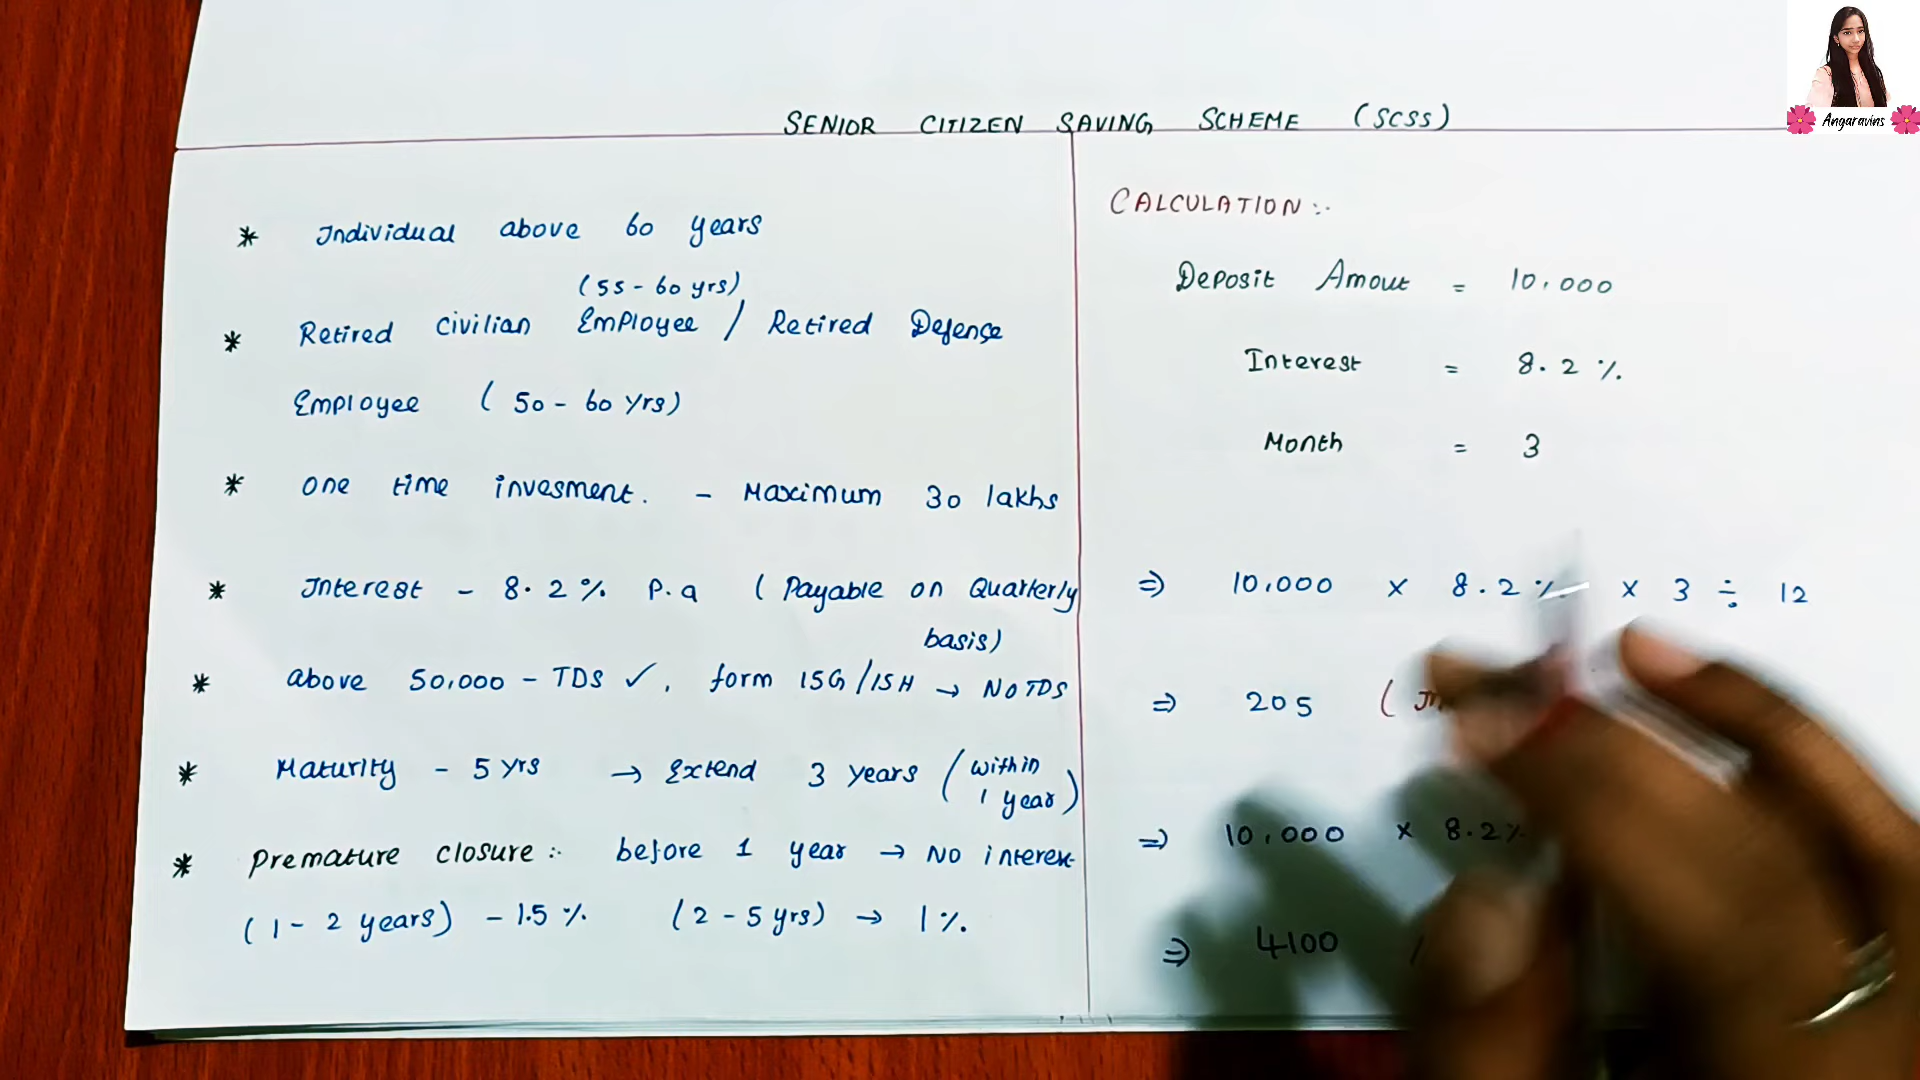 SENIOR CITIZEN SAVING SCHEME (SCSS)
Angaravins
* Individual above 60 years
(55 - 60 yrs)
* Retired civilian Employee / Retired Defence
Employee ( 50 - 60 yrs)
* one time invesment. - Maximum 30 lakhs
* Interest - 8.2 % P.a ( Payable on Quarterly
basis)
* above 50,000 - TDS ✓, form 15G/15H → NO TDS
* Maturity - 5 yrs → Extend 3 years (within
1 year)
* Premature closure :- before 1 year → No interest
(1 - 2 years) - 1.5 % (2 - 5 yrs) → 1 %.
CALCULATION :-
Deposit Amout = 10,000
Interest = 8.2 %
Month = 3
⇒ 10,000 x 8.2 % x 3 ÷ 12
⇒ 205 (
⇒ 10,000 x 8.2%
⇒ 4100